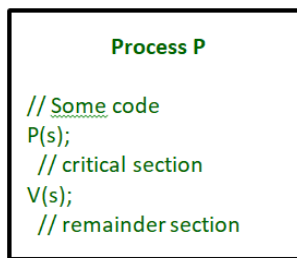 Process P
// Some code
P(s);
// critical section
V(s);
// remainder section